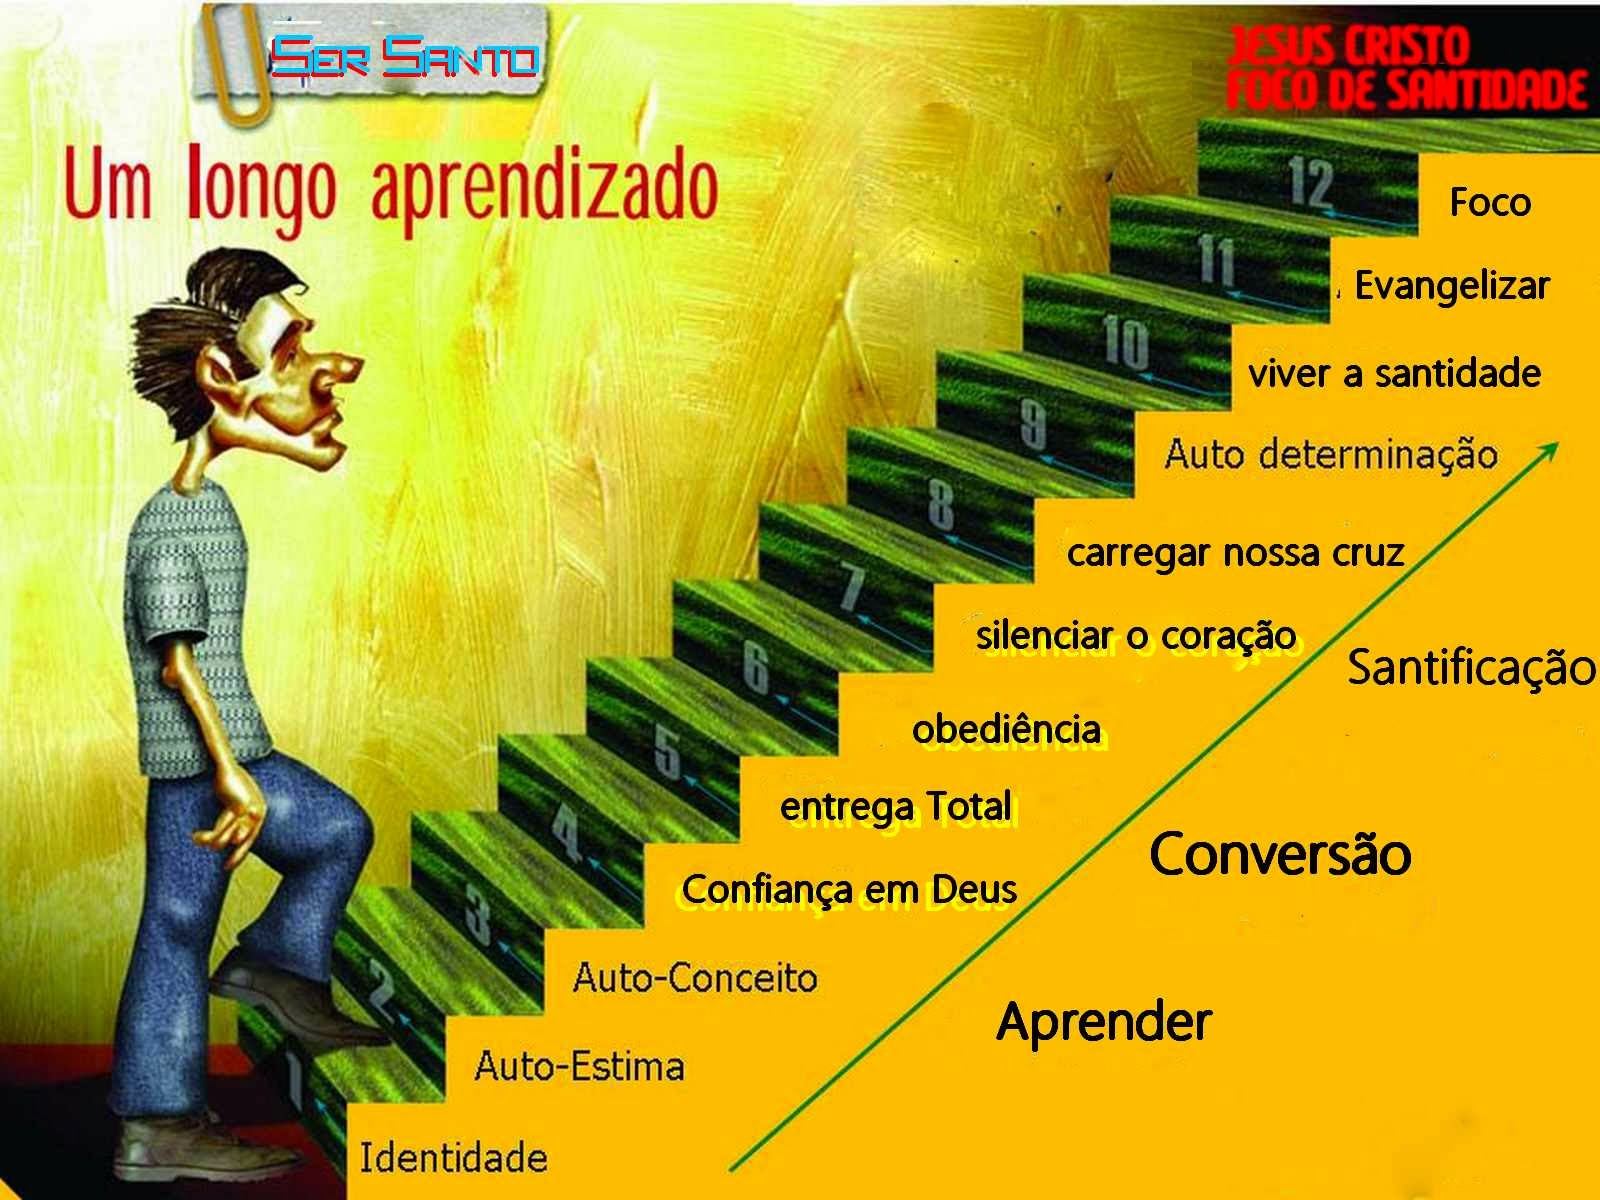 Ser Santo
JESUS CRISTO
FOCO DE SANTIDADE
Um longo aprendizado
12
Foco
11
Evangelizar
10
viver a santidade
9
Auto determinação
8
carregar nossa cruz
7
silenciar o coração
6
obediência
5
entrega Total
4
Confiança em Deus
3
Auto-Conceito
2
Auto-Estima
1
Identidade
Santificação
Conversão
Aprender